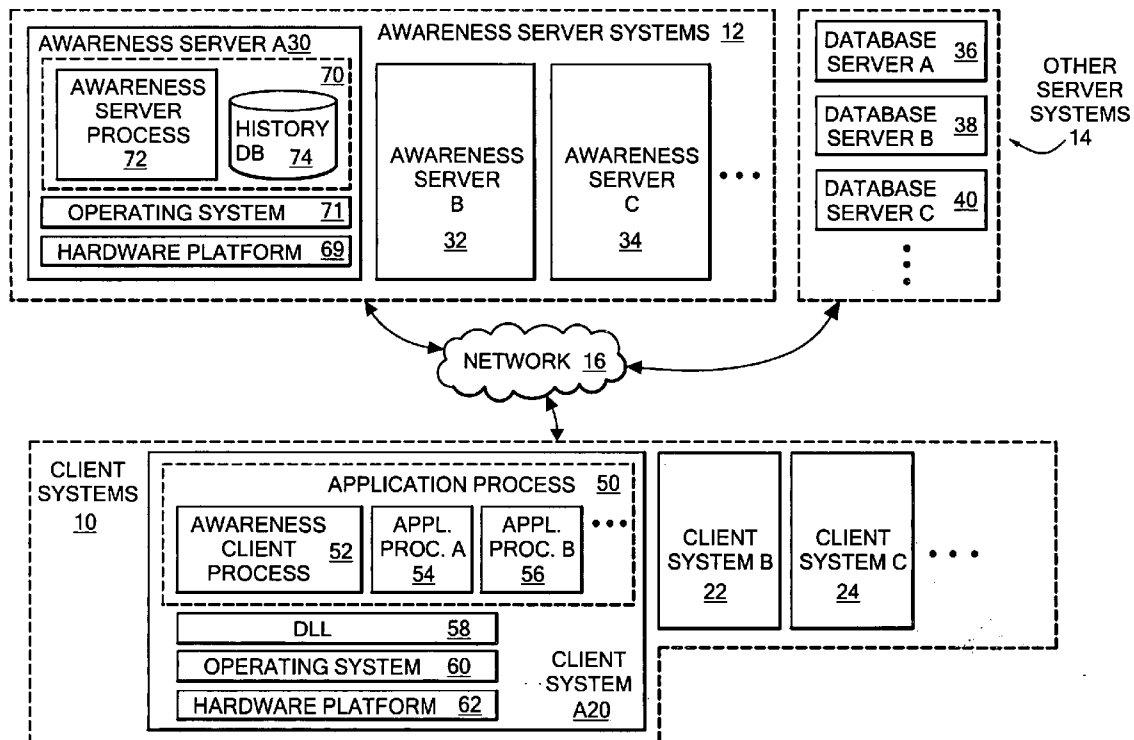 AWARENESS SERVER A30
AWARENESS SERVER SYSTEMS 12
70
AWARENESS
SERVER
PROCESS
72
HISTORY
DB 74
OPERATING SYSTEM 71
HARDWARE PLATFORM 69
AWARENESS
SERVER
B
32
AWARENESS
SERVER
C
34
DATABASE
SERVER A 36
DATABASE
SERVER B 38
DATABASE
SERVER C 40
OTHER
SERVER
SYSTEMS
14
NETWORK 16
CLIENT
SYSTEMS
10
APPLICATION PROCESS 50
AWARENESS
CLIENT
PROCESS 52
APPL.
PROC. A
54
APPL.
PROC. B
56
DLL 58
OPERATING SYSTEM 60
HARDWARE PLATFORM 62
CLIENT
SYSTEM
A20
CLIENT
SYSTEM B
22
CLIENT
SYSTEM C
24